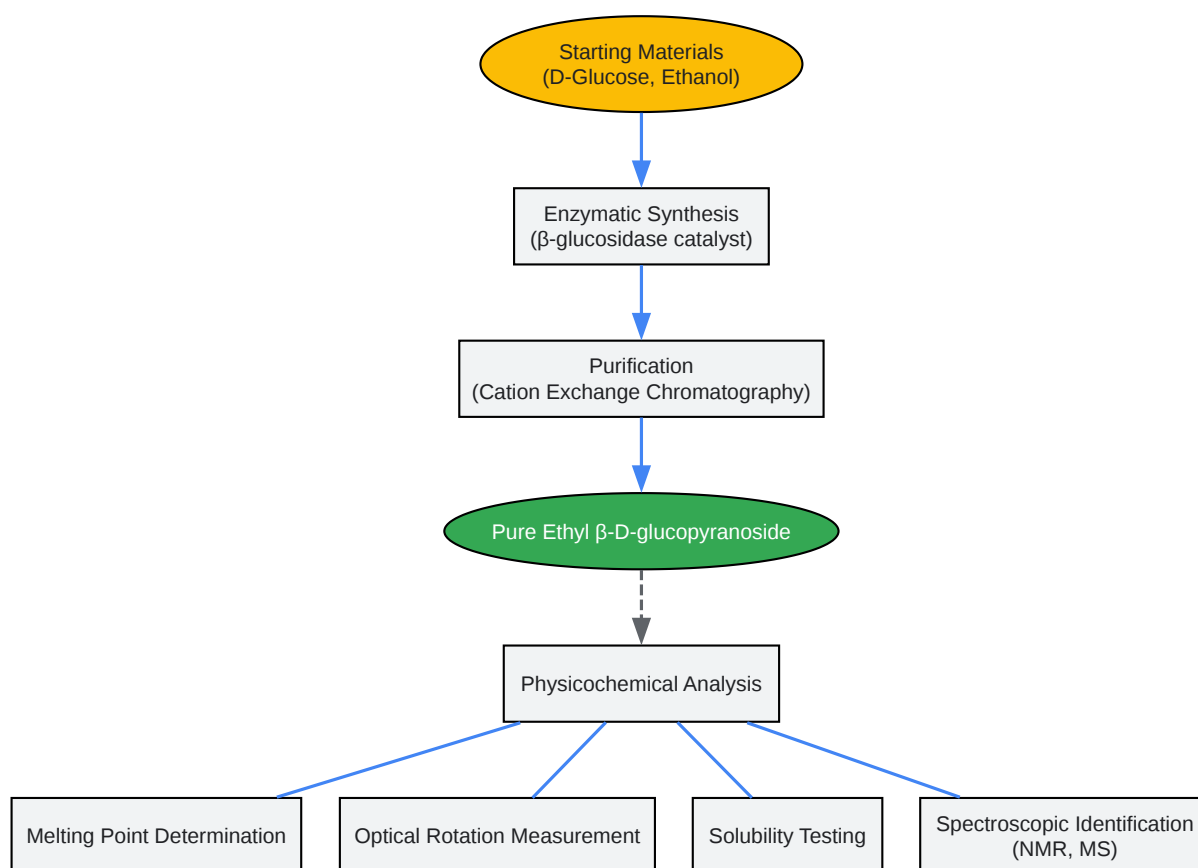 Starting Materials
(D-Glucose, Ethanol)
Enzymatic Synthesis
(β-glucosidase catalyst)
Purification
(Cation Exchange Chromatography)
Pure Ethyl β-D-glucopyranoside
Physicochemical Analysis
Melting Point Determination
Optical Rotation Measurement
Solubility Testing
Spectroscopic Identification
(NMR, MS)